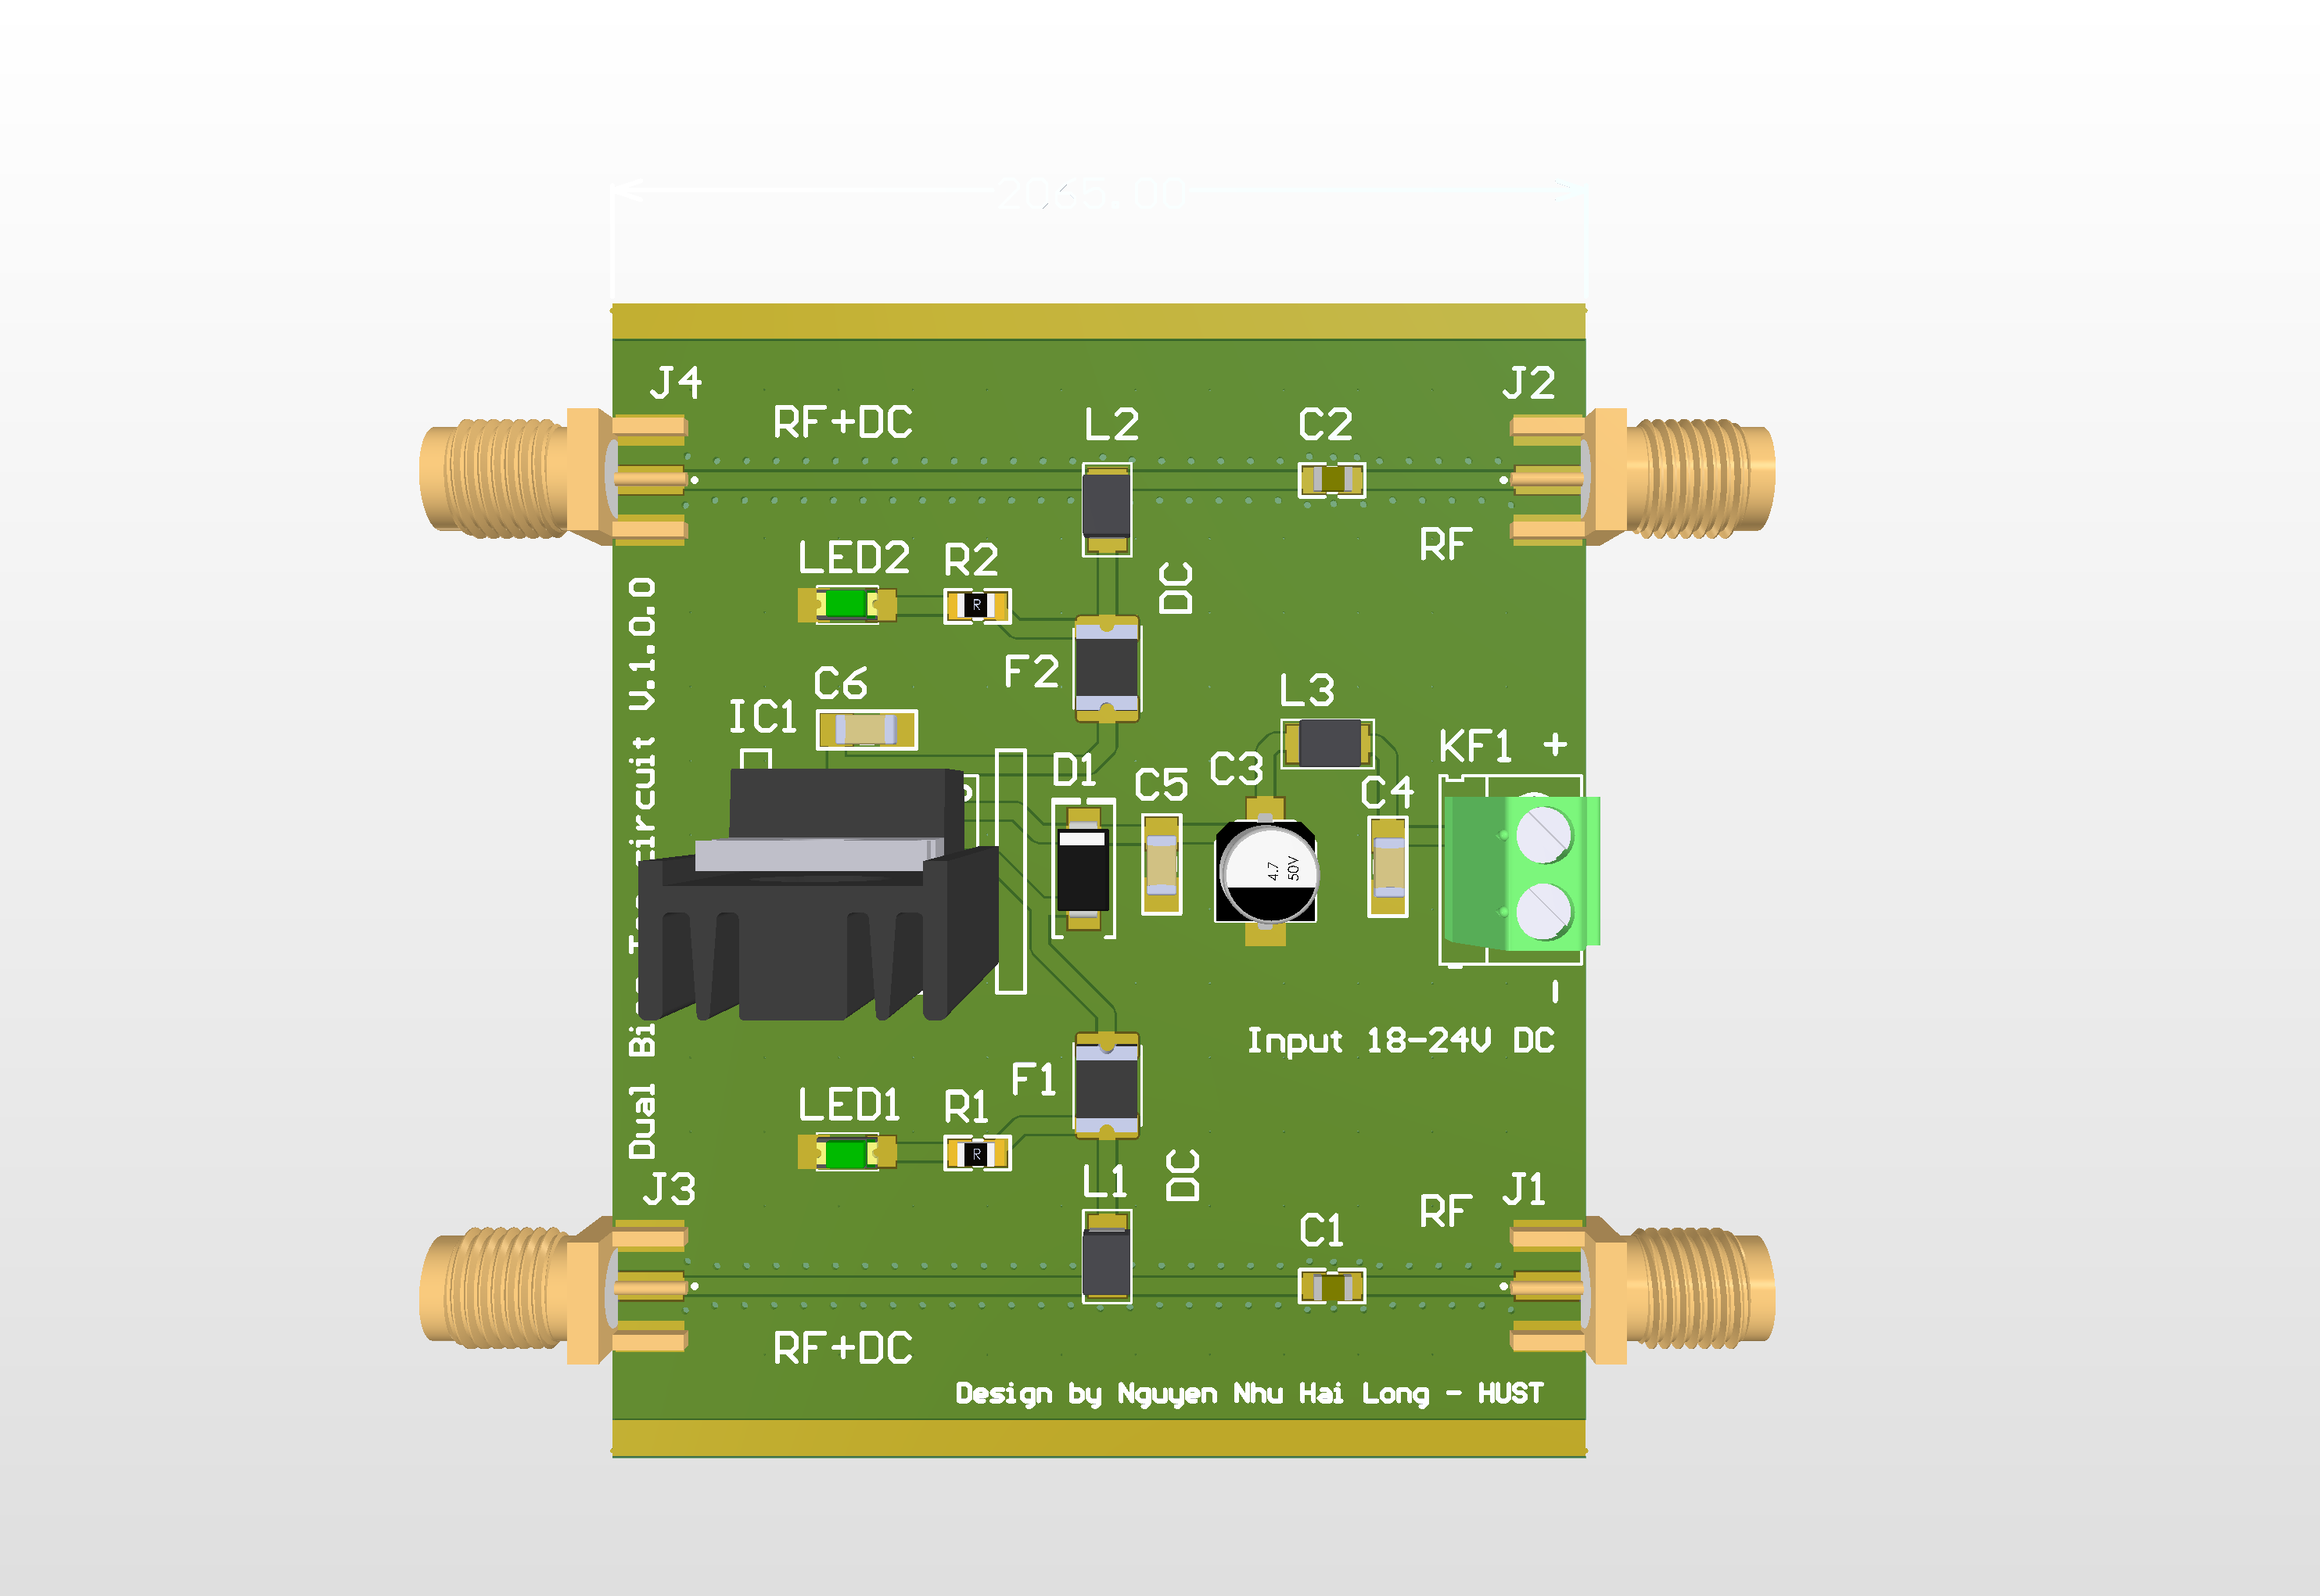 2065.00
J4
J2
RF+DC
L2
C2
RF
LED2
R2
DC
R
F2
C6
L3
IC1
KF1 +
D1
C5
C3
C4
4.7
50V
-
Input 18-24V DC
F1
LED1
R1
R
DC
L1
J3
J1
RF
C1
RF+DC
Design by Nguyen Nhu Hai Long - HUST
Dual
V.1.0.0